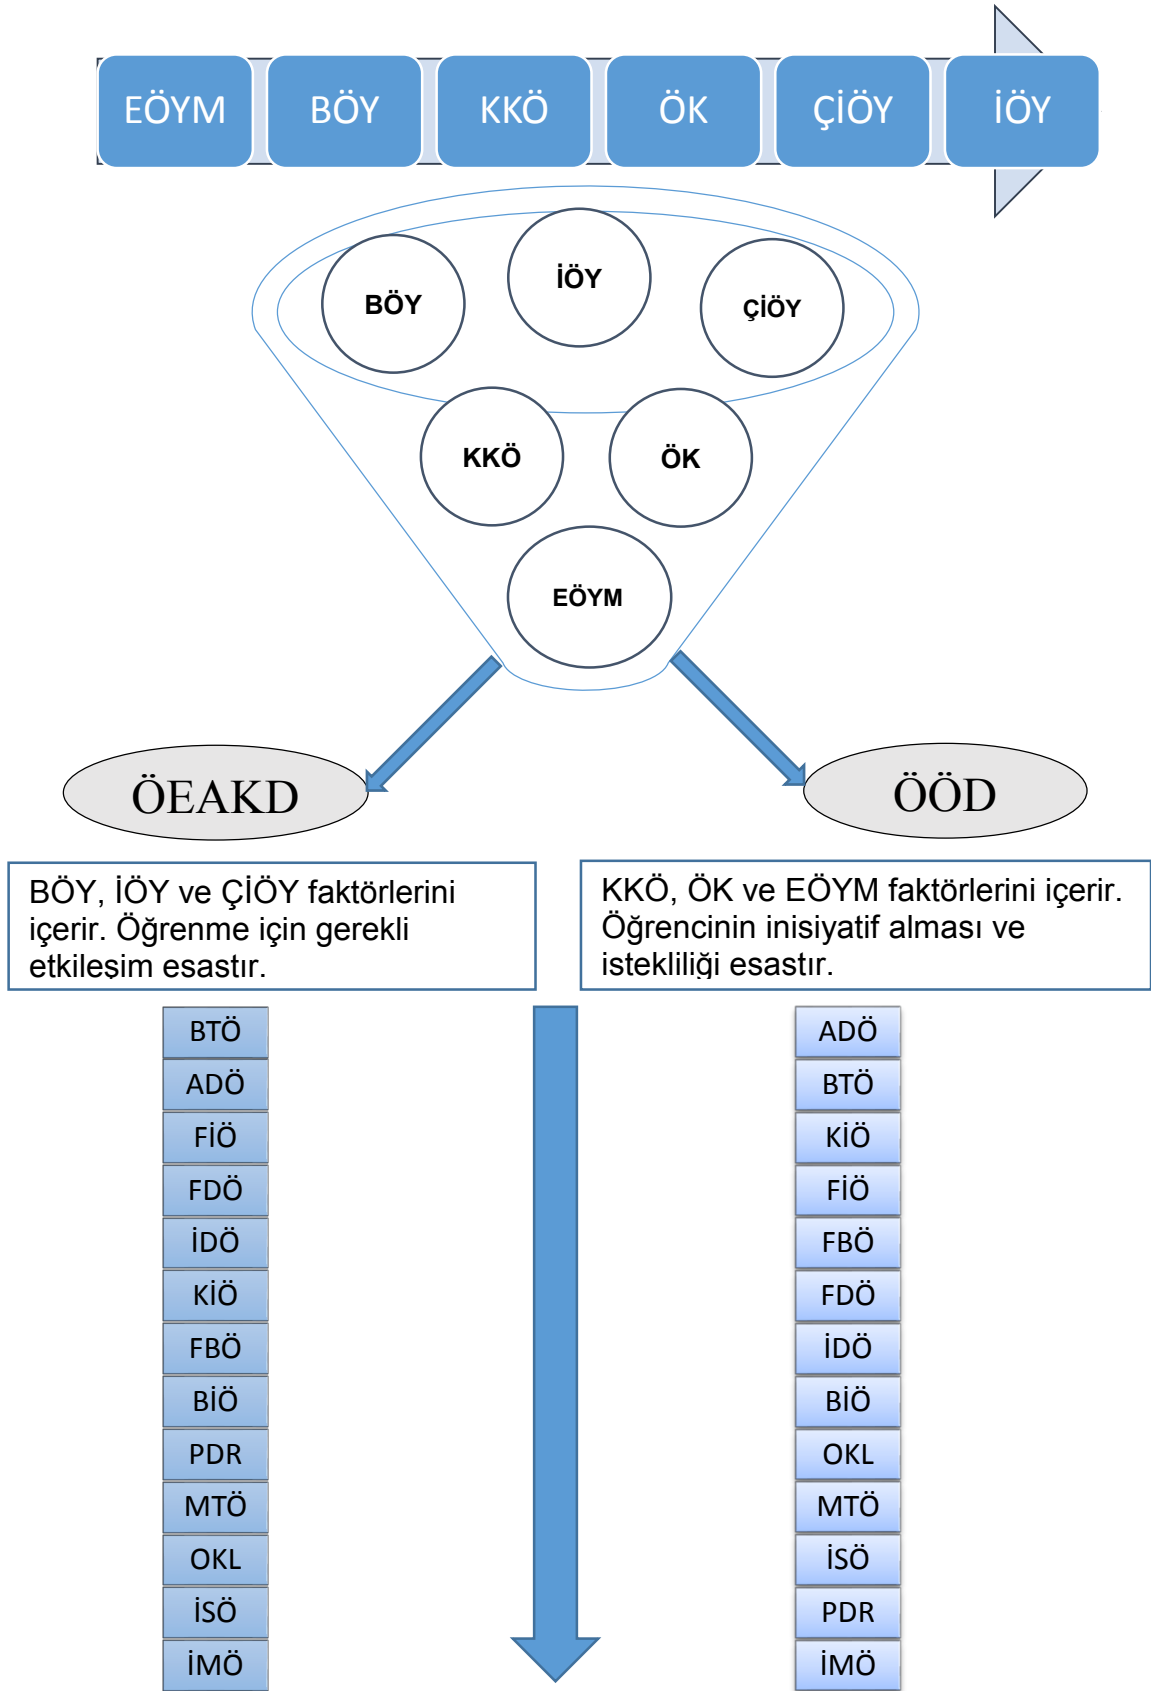 EÖYM BÖY KKÖ ÖK ÇİÖY İÖY
BÖY İÖY ÇİÖY
KKÖ ÖK
EÖYM
ÖEAKD
ÖÖD
BÖY, İÖY ve ÇİÖY faktörlerini
içerir. Öğrenme için gerekli
etkileşim esastır.
KKÖ, ÖK ve EÖYM faktörlerini içerir.
Öğrencinin inisiyatif alması ve
istekliliği esastır.
BTÖ
ADÖ
FİÖ
FDÖ
İDÖ
KİÖ
FBÖ
BİÖ
PDR
MTÖ
OKL
İSÖ
İMÖ
ADÖ
BTÖ
KİÖ
FİÖ
FBÖ
FDÖ
İDÖ
BİÖ
OKL
MTÖ
İSÖ
PDR
İMÖ